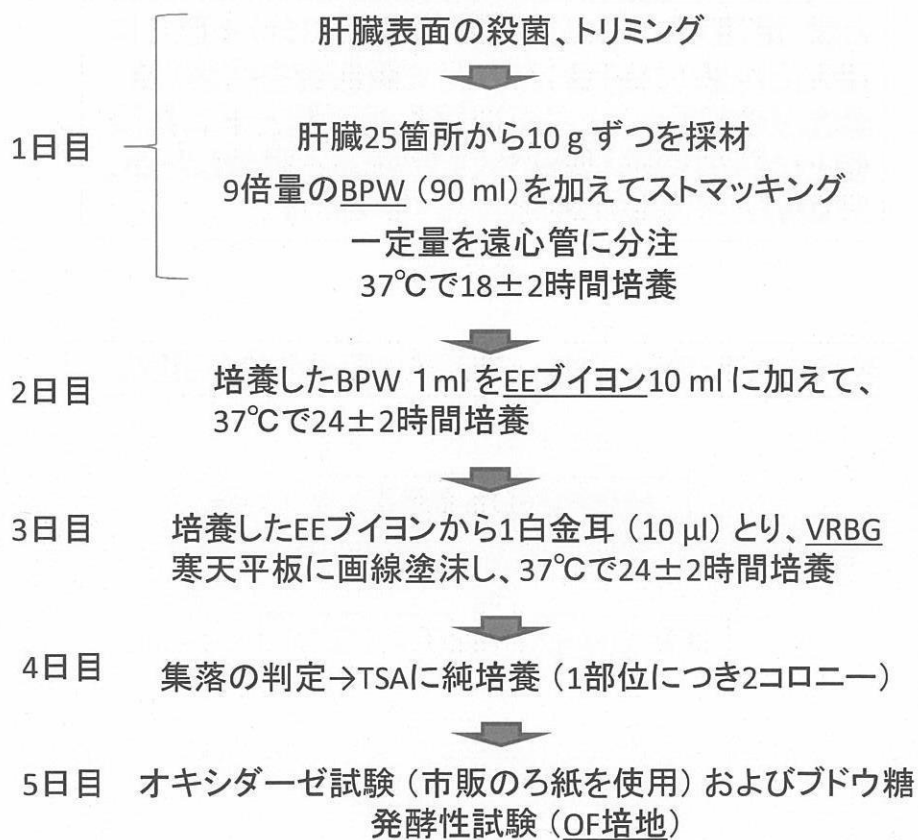 肝臓表面の殺菌、トリミング
1日目
肝臓25箇所から10 g ずつを採材
9倍量のBPW (90 ml)を加えてストマッキング
一定量を遠心管に分注
37℃で18±2時間培養
2日目
培養したBPW 1ml をEEブイヨン10 ml に加えて、
37℃で24±2時間培養
3日目
培養したEEブイヨンから1白金耳 (10 μl) とり、VRBG
寒天平板に画線塗沫し、37℃で24±2時間培養
4日目
集落の判定→TSAに純培養 (1部位につき2コロニー)
5日目
オキシダーゼ試験 (市販のろ紙を使用) およびブドウ糖
発酵性試験 (OF培地)